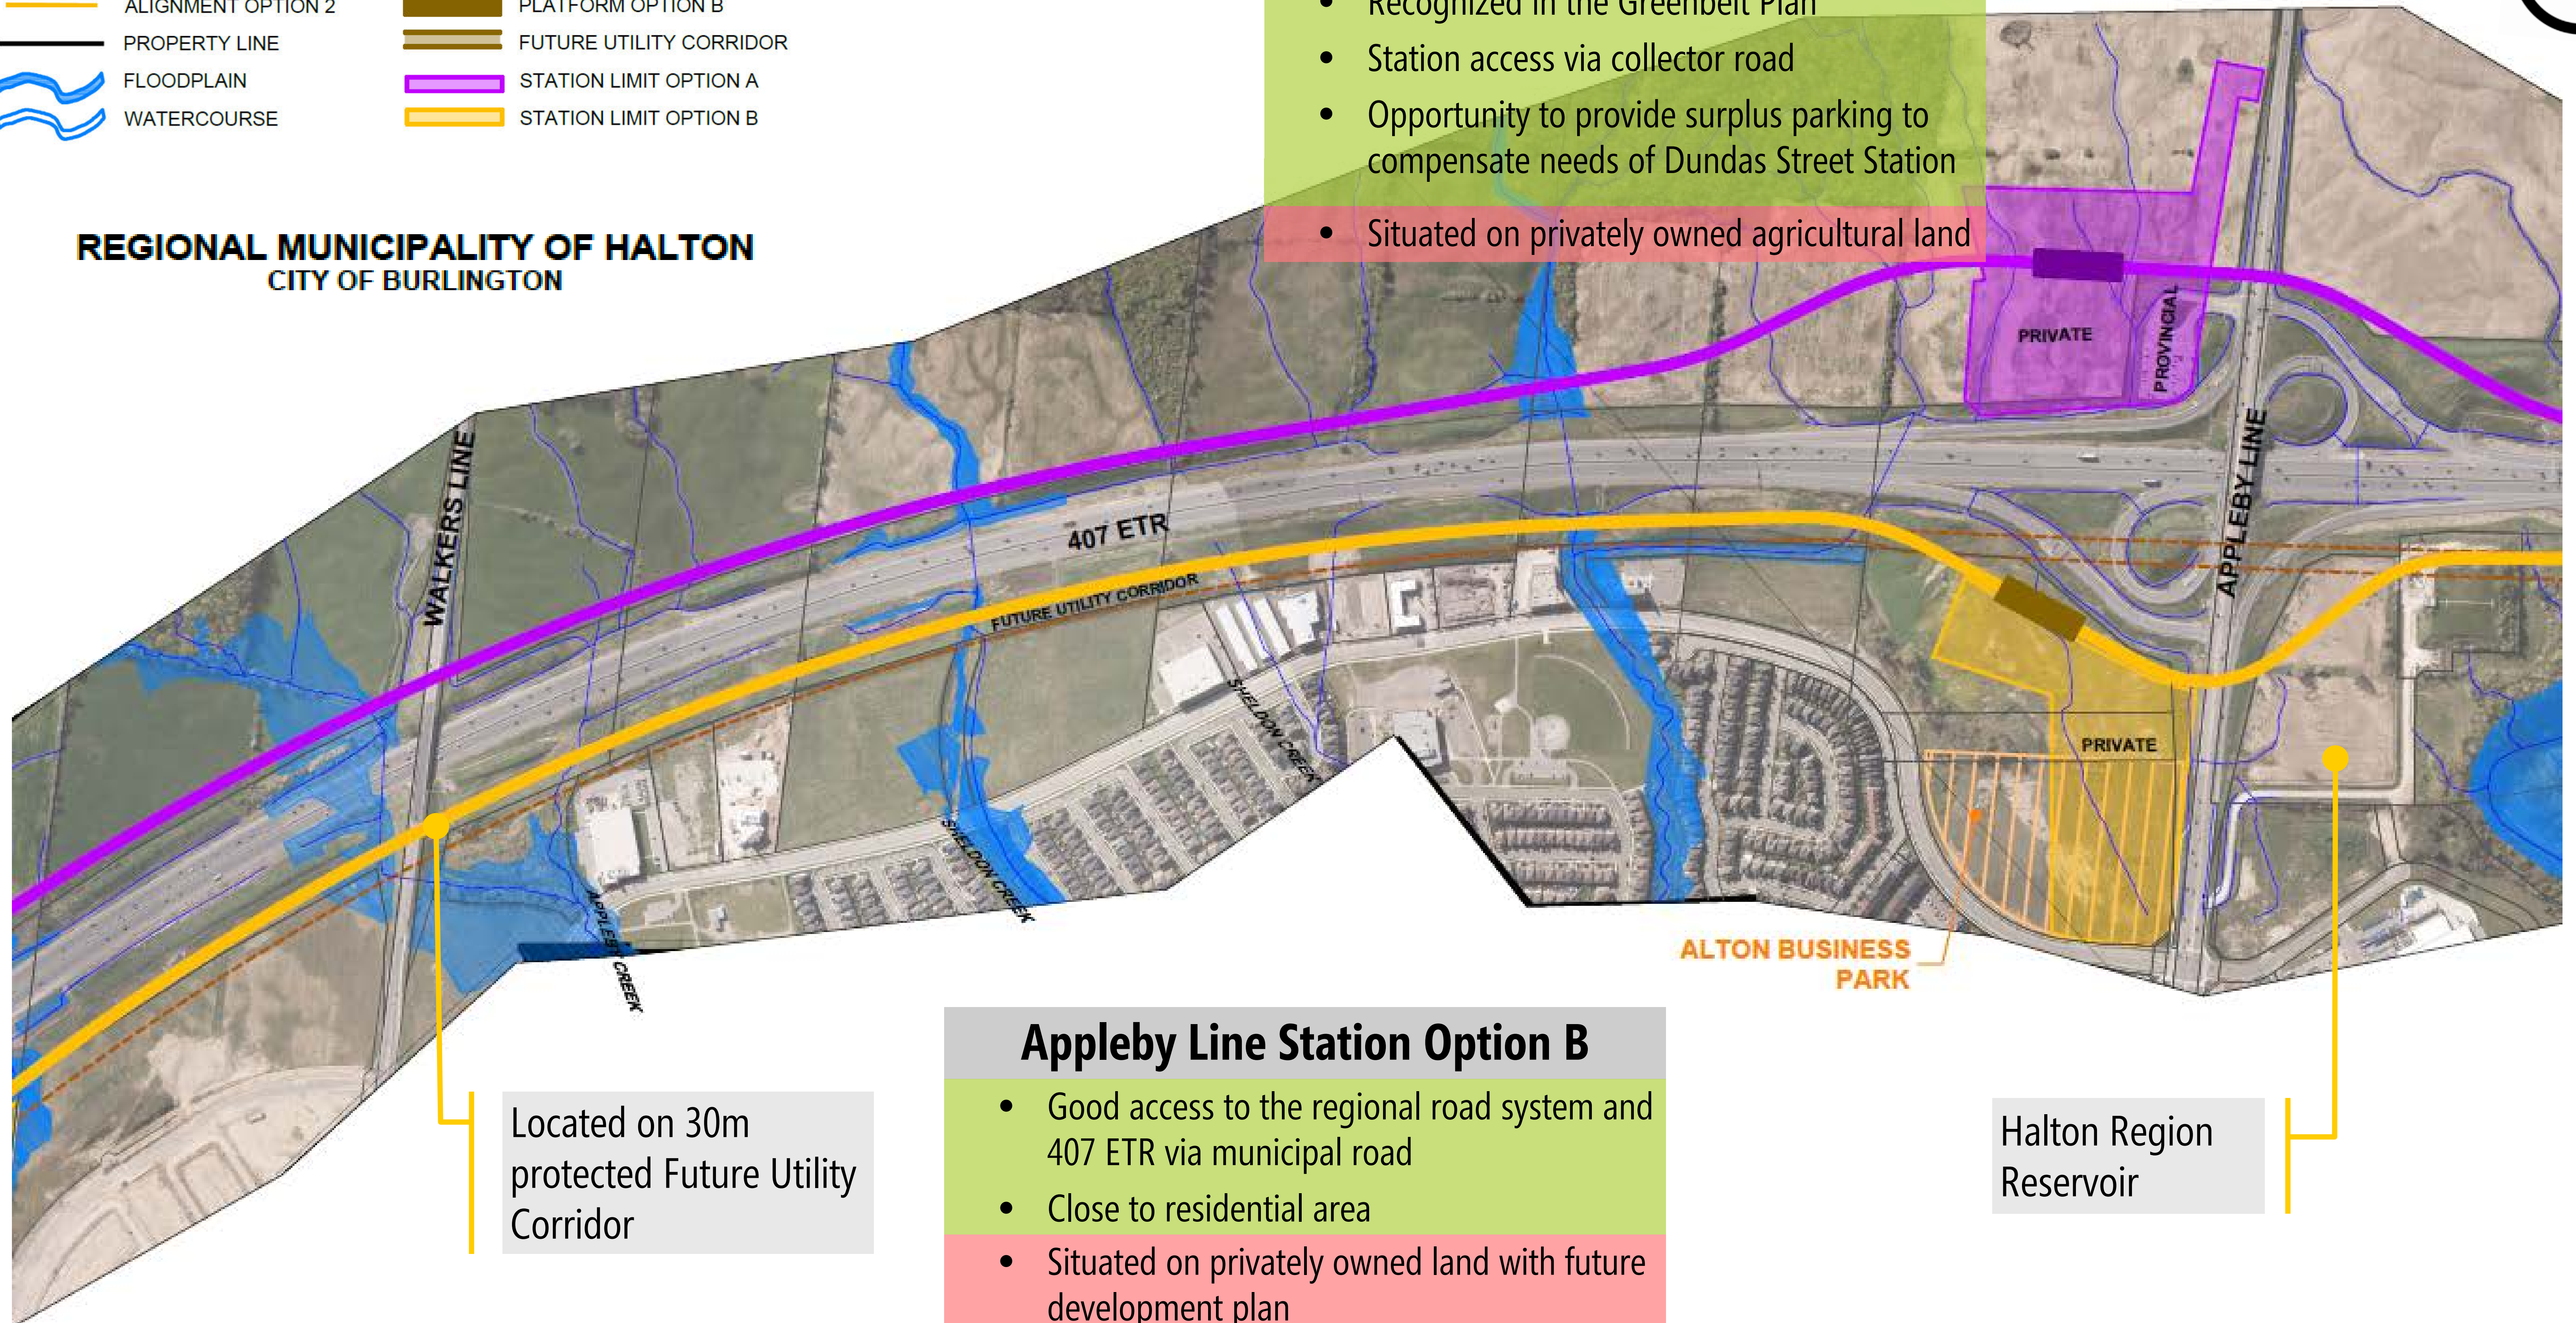 ALIGNMENT OPTION 2
PLATFORM OPTION B
PROPERTY LINE
FUTURE UTILITY CORRIDOR
FLOODPLAIN
STATION LIMIT OPTION A
WATERCOURSE
STATION LIMIT OPTION B
• Recognized in the Greenbelt Plan
• Station access via collector road
• Opportunity to provide surplus parking to
compensate needs of Dundas Street Station
• Situated on privately owned agricultural land
REGIONAL MUNICIPALITY OF HALTON
CITY OF BURLINGTON
PRIVATE
PROVINCIAL
WALKERS LINE
407 ETR
APPLEBY LINE
FUTURE UTILITY CORRIDOR
SHELDON CREEK
PRIVATE
SHELDON CREEK
APPLEBY CREEK
ALTON BUSINESS
PARK
Appleby Line Station Option B
• Good access to the regional road system and
407 ETR via municipal road
• Close to residential area
• Situated on privately owned land with future
development plan
Located on 30m
protected Future Utility
Corridor
Halton Region
Reservoir